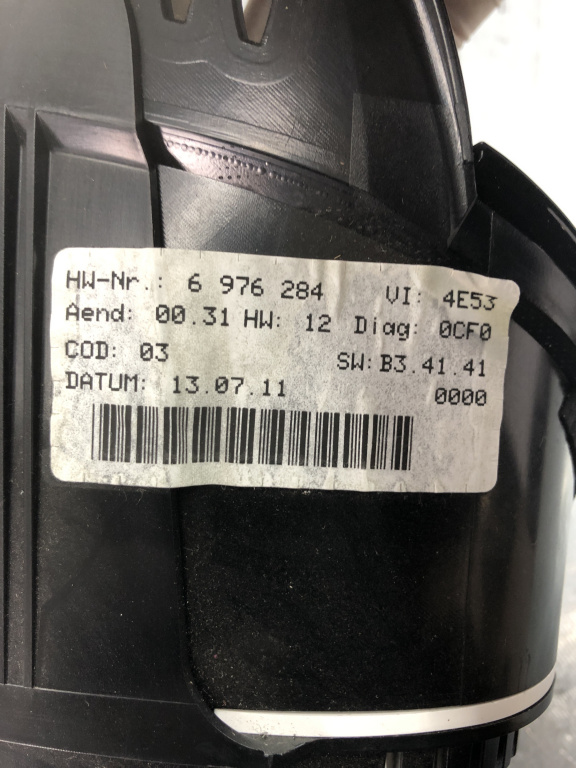 HW-Nr.: 6 976 284 VI: 4E53
Aend: 00.31 HW: 12 Diag: 0CF0
COD: 03 SW: B3.41.41
DATUM: 13.07.11 0000